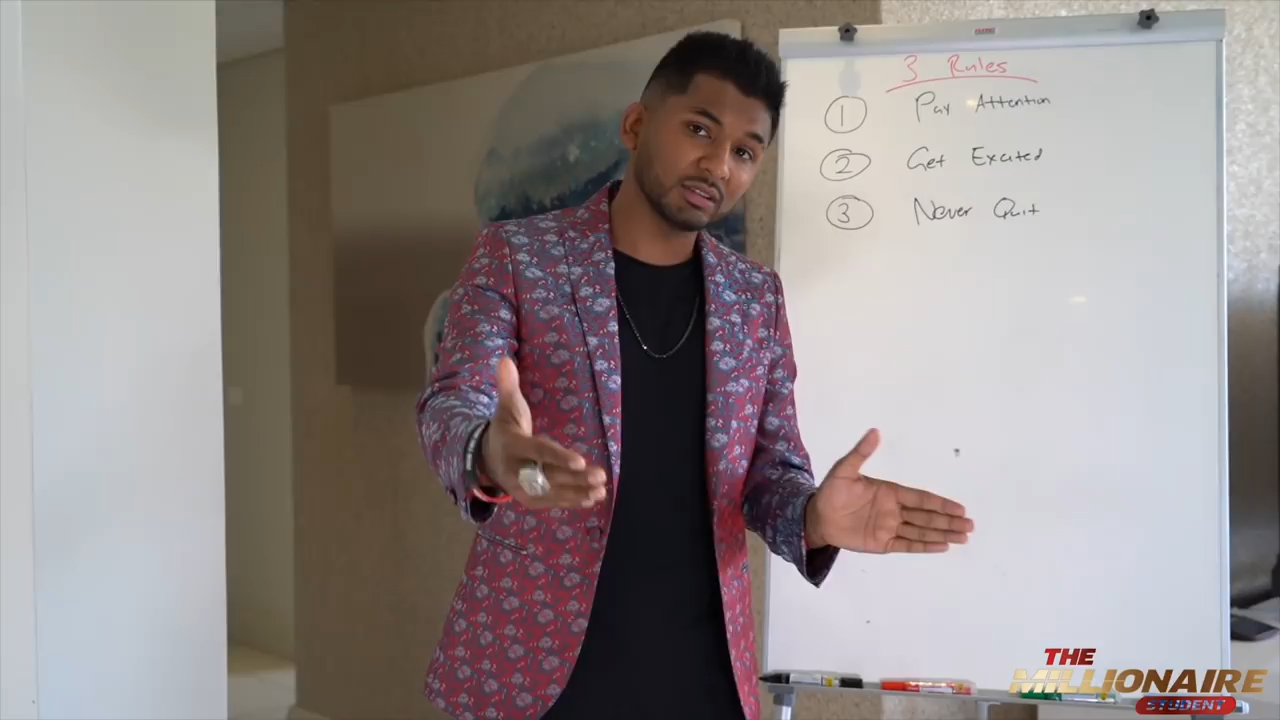 3 Rules
1 Pay Attention
2 Get Excited
3 Never Quit
THE
MILLIONAIRE
STUDENT